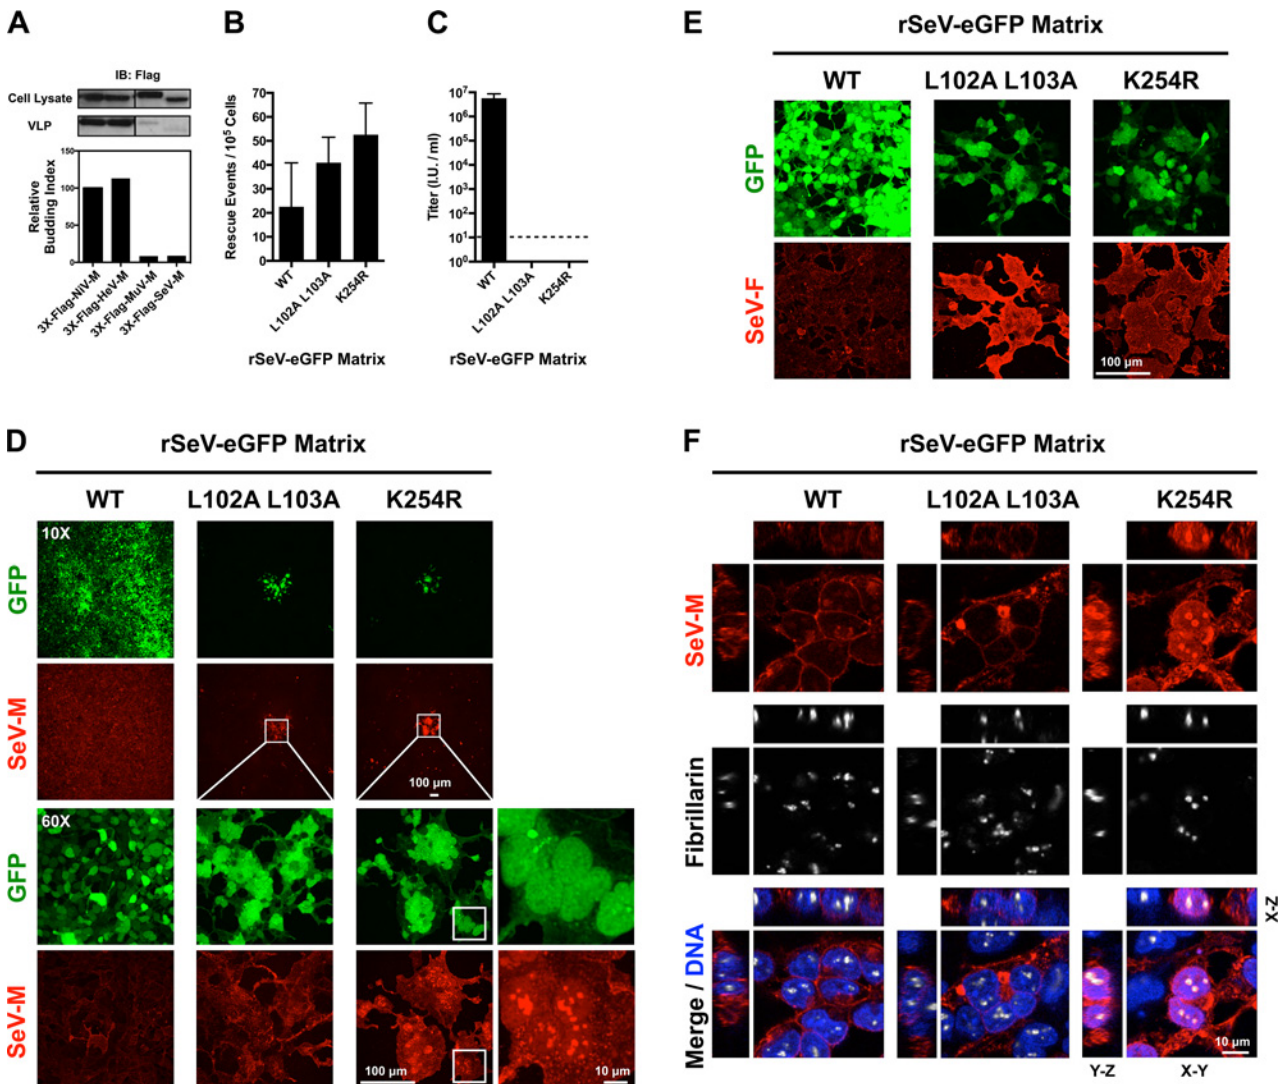 A
IB: Flag
Cell Lysate
VLP
Relative
Budding Index
150
100
50
0
3X-Flag-NiV-M
3X-Flag-HeV-M
3X-Flag-MuV-M
3X-Flag-SeV-M
B
Rescue Events / 10⁵ Cells
70
60
50
40
30
20
10
0
WT
L102A L103A
K254R
rSeV-eGFP Matrix
C
Titer (I.U. / ml)
10⁷
10⁶
10⁵
10⁴
10³
10²
10¹
10⁰
WT
L102A L103A
K254R
rSeV-eGFP Matrix
D
rSeV-eGFP Matrix
WT
L102A L103A
K254R
GFP
10X
SeV-M
100 µm
GFP
60X
SeV-M
100 µm
10 µm
E
rSeV-eGFP Matrix
WT
L102A L103A
K254R
GFP
SeV-F
100 µm
F
rSeV-eGFP Matrix
WT
L102A L103A
K254R
SeV-M
Fibrillarin
Merge / DNA
X-Z
10 µm
Y-Z
X-Y